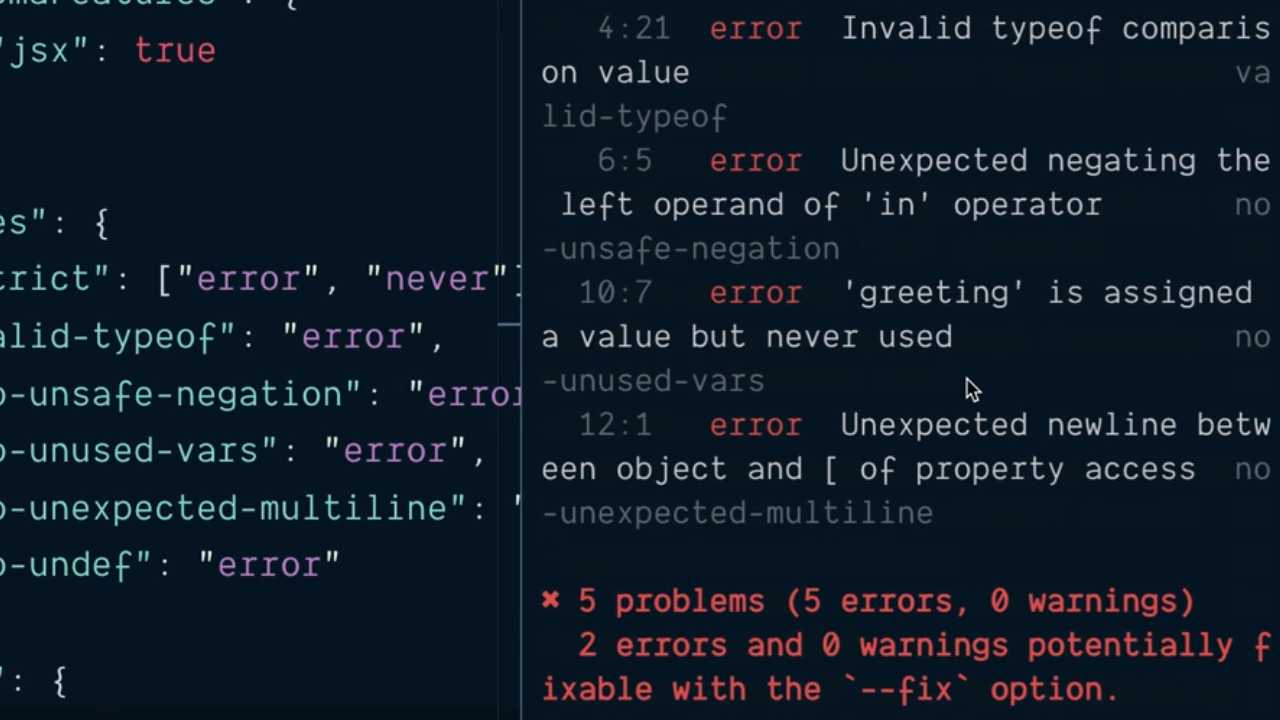 "jsx": true
es": {
trict": ["error", "never"]
alid-typeof": "error",
o-unsafe-negation": "error
o-unused-vars": "error",
o-unexpected-multiline": "
o-undef": "error"
": {
4:21 error Invalid typeof comparis
on value va
lid-typeof
6:5 error Unexpected negating the
left operand of 'in' operator no
-unsafe-negation
10:7 error 'greeting' is assigned
a value but never used no
-unused-vars
12:1 error Unexpected newline betw
een object and [ of property access no
-unexpected-multiline
✖ 5 problems (5 errors, 0 warnings)
2 errors and 0 warnings potentially f
ixable with the `--fix` option.